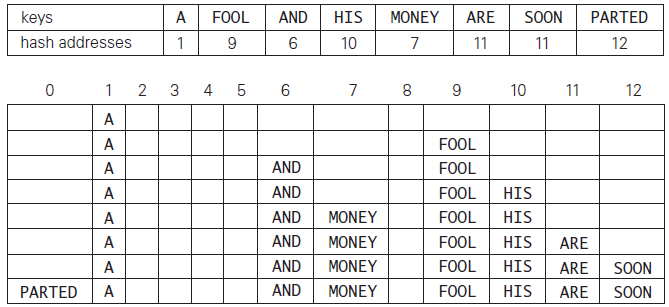 keys A FOOL AND HIS MONEY ARE SOON PARTED
hash addresses 1 9 6 10 7 11 11 12
0 1 2 3 4 5 6 7 8 9 10 11 12
A
A FOOL
A AND FOOL
A AND FOOL HIS
A AND MONEY FOOL HIS
A AND MONEY FOOL HIS ARE
A AND MONEY FOOL HIS ARE SOON
PARTED A AND MONEY FOOL HIS ARE SOON